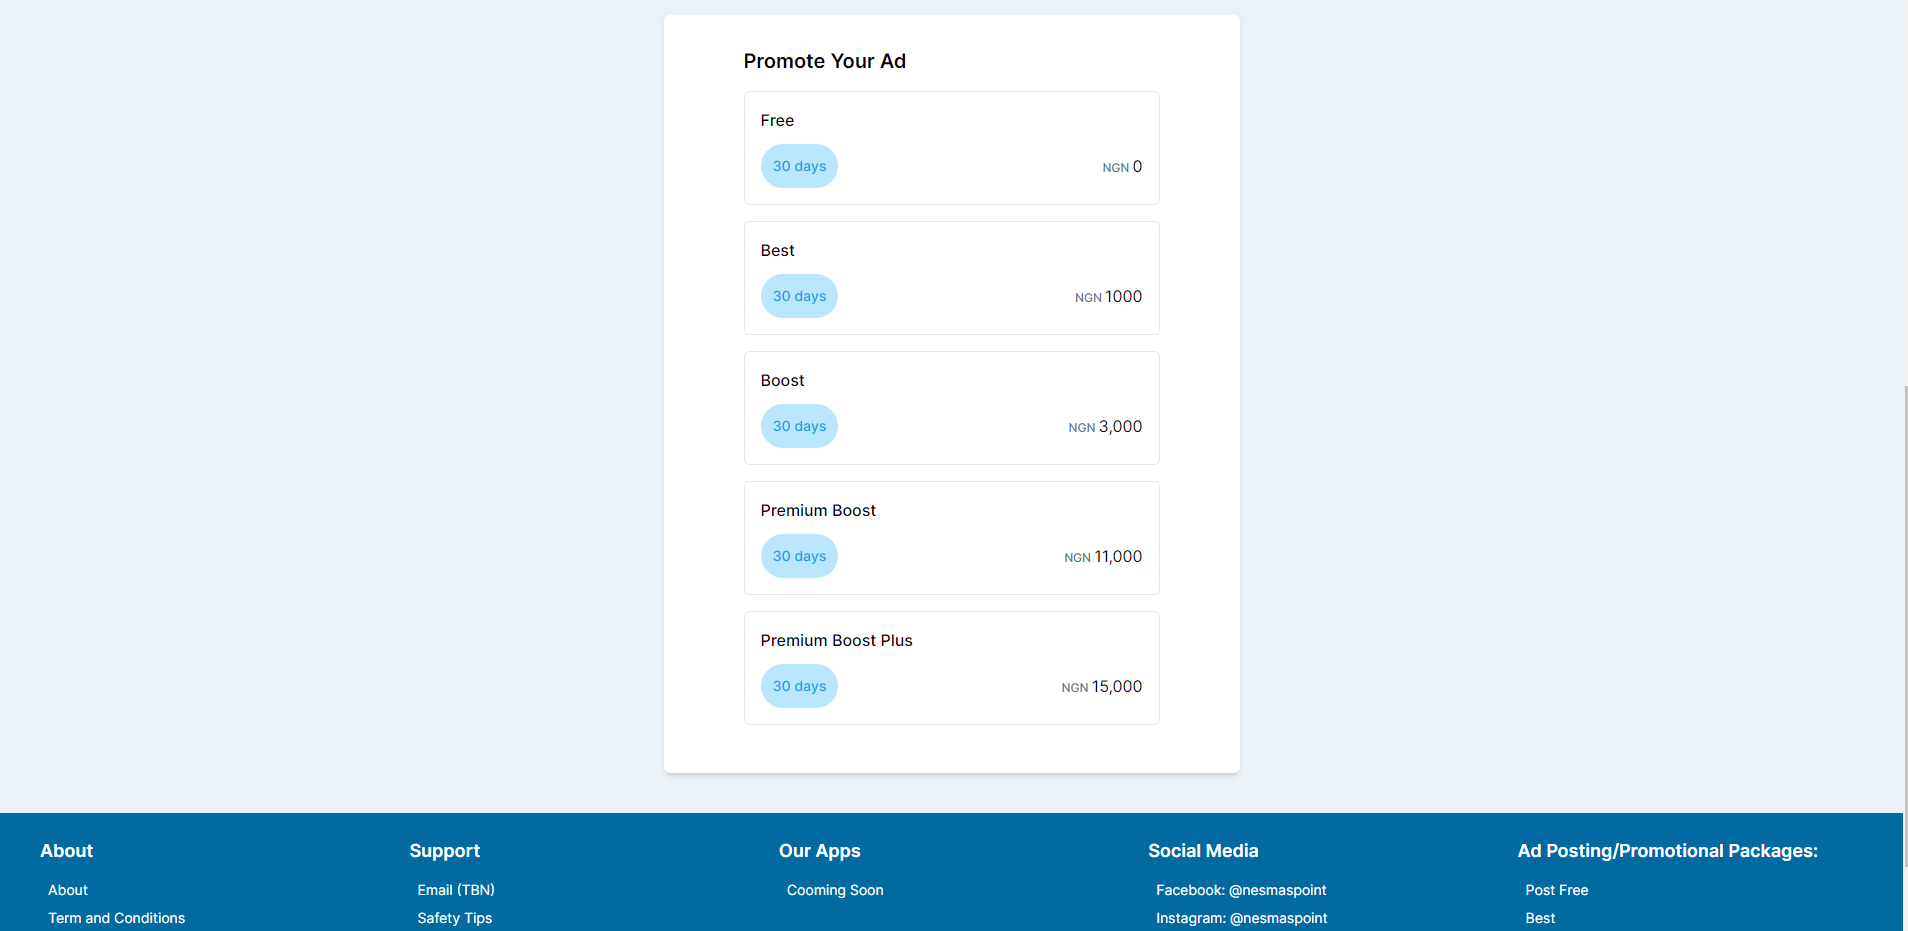 Promote Your Ad
Free
30 days
NGN 0
Best
30 days
NGN 1000
Boost
30 days
NGN 3,000
Premium Boost
30 days
NGN 11,000
Premium Boost Plus
30 days
NGN 15,000
About
About
Term and Conditions
Support
Email (TBN)
Safety Tips
Our Apps
Cooming Soon
Social Media
Facebook: @nesmaspoint
Instagram: @nesmaspoint
Ad Posting/Promotional Packages:
Post Free
Best